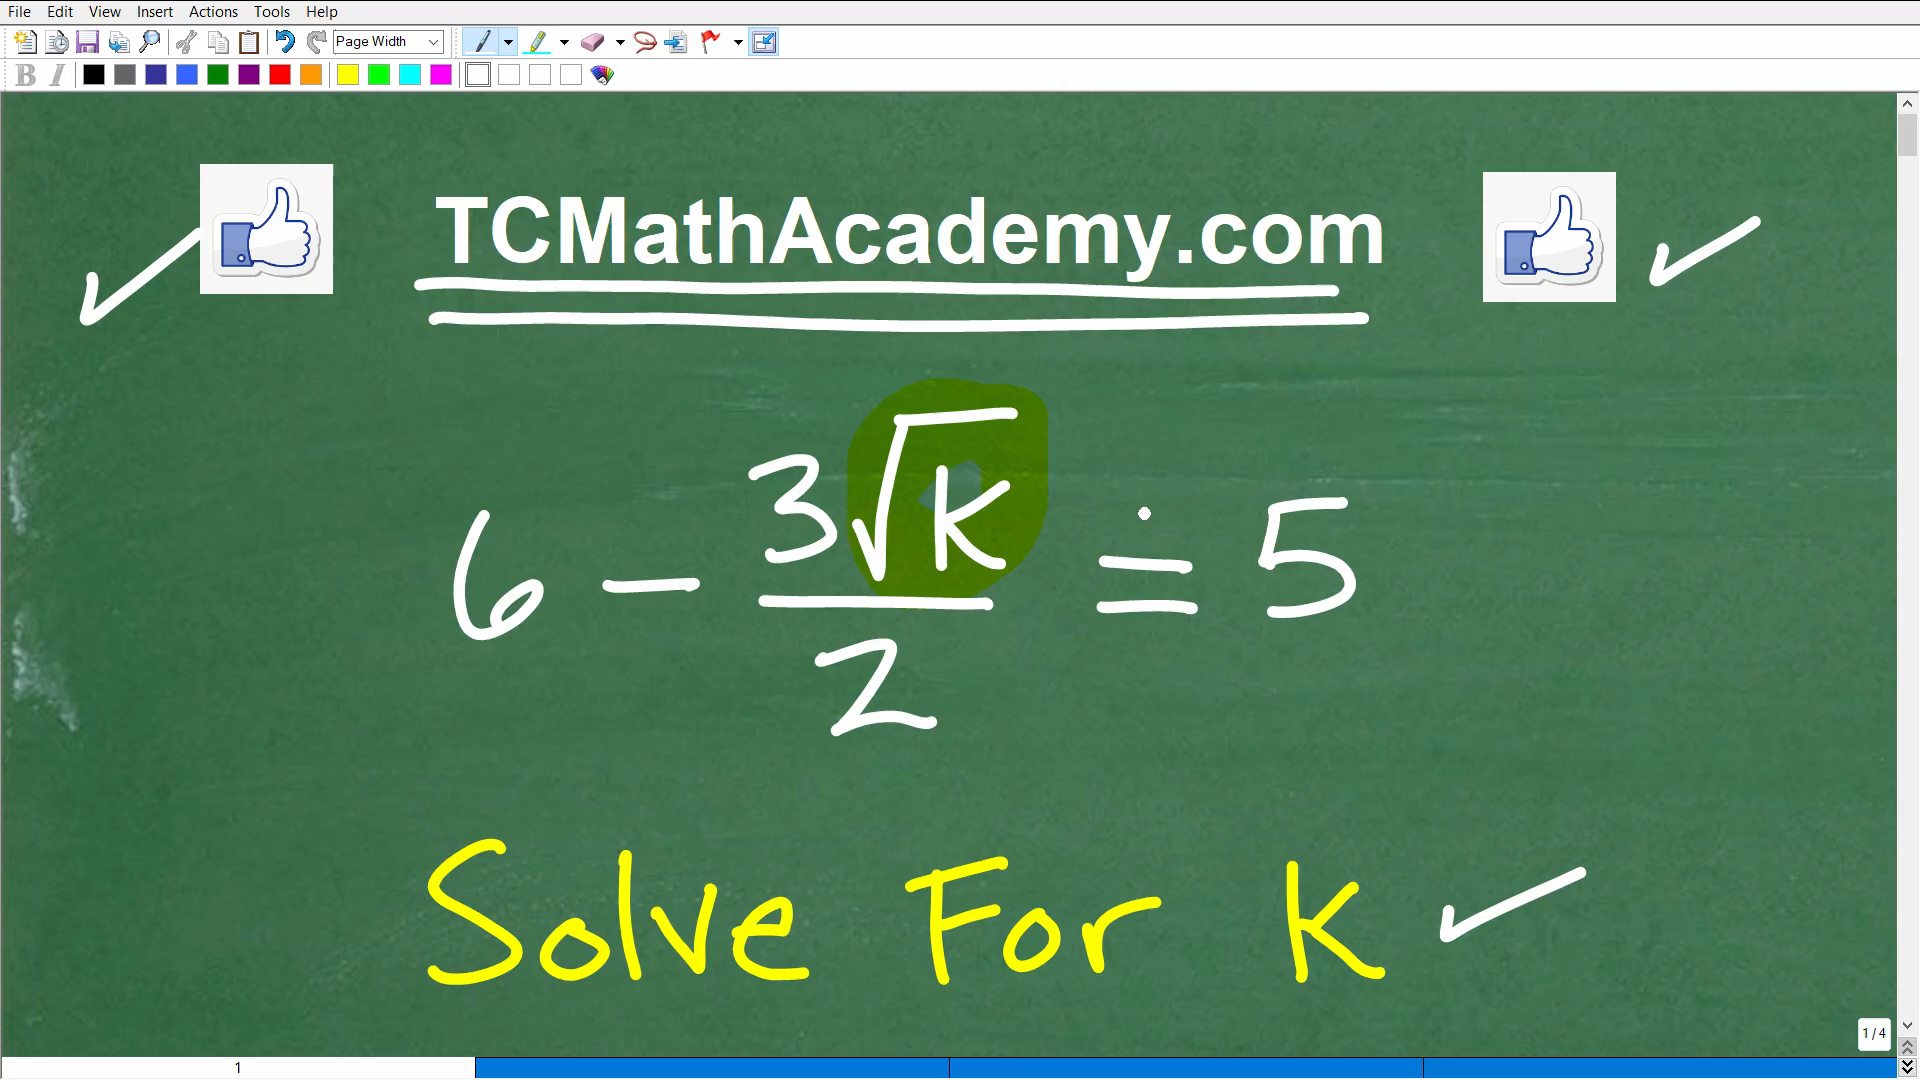 File Edit View Insert Actions Tools Help
Page Width
B I
TCMathAcademy.com
6 - 3√k/2 = 5
Solve For K
1 / 4
1